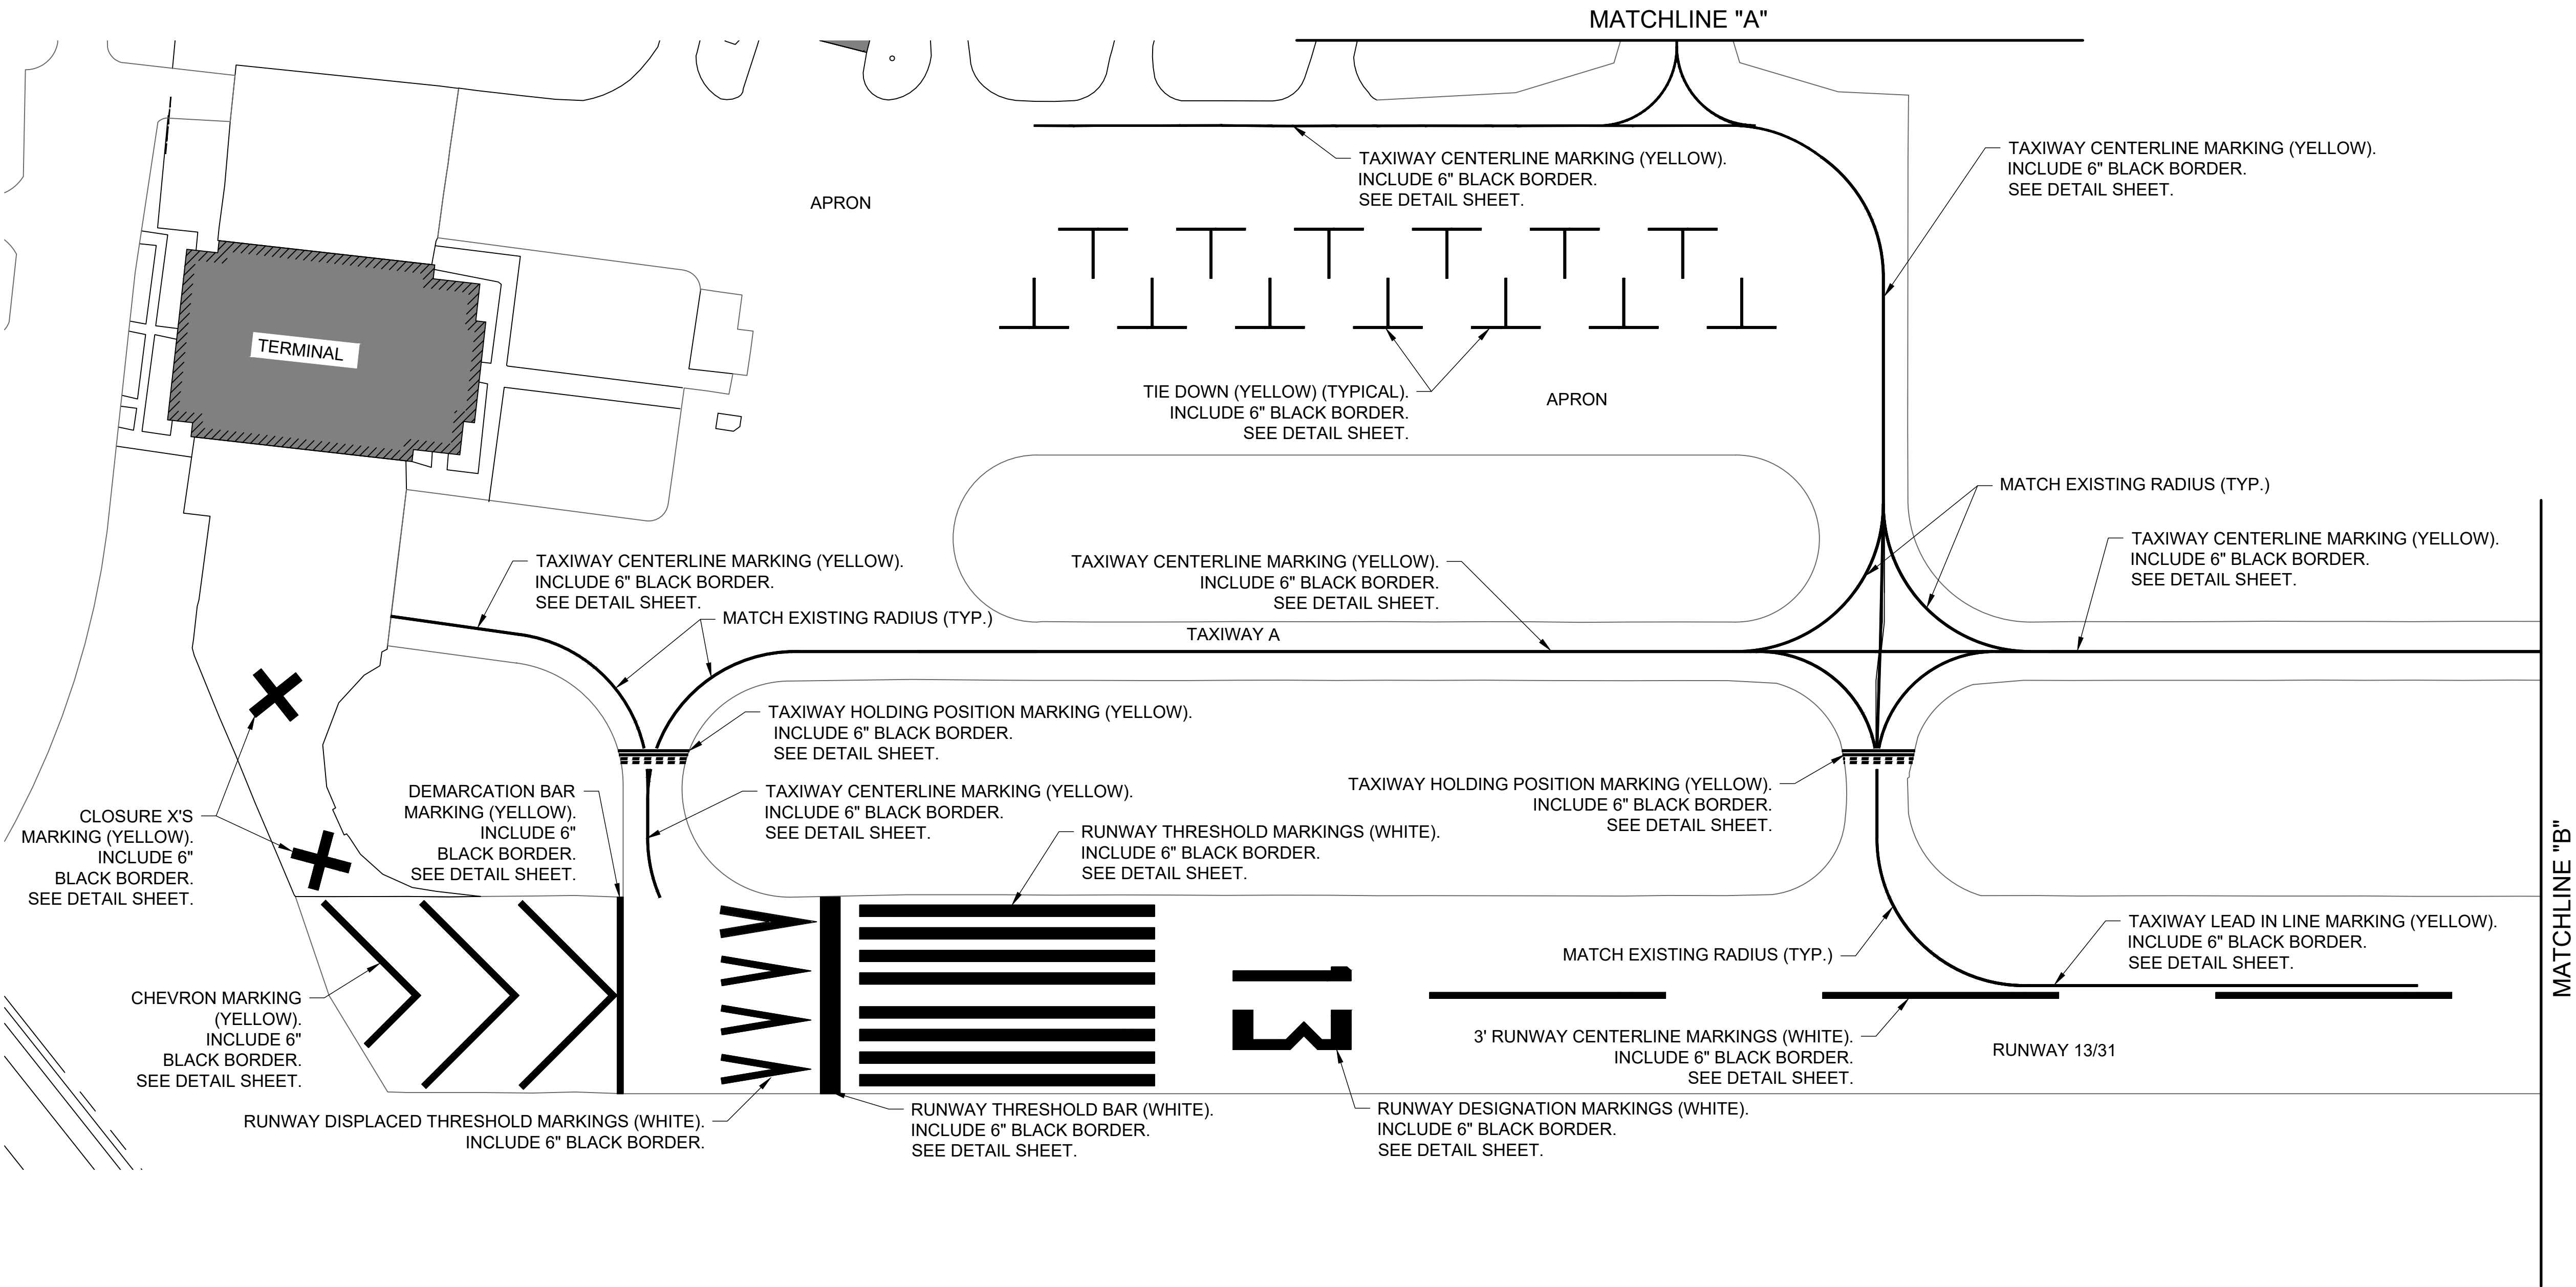 MATCHLINE "A"
TAXIWAY CENTERLINE MARKING (YELLOW).
INCLUDE 6" BLACK BORDER.
SEE DETAIL SHEET.
TAXIWAY CENTERLINE MARKING (YELLOW).
INCLUDE 6" BLACK BORDER.
SEE DETAIL SHEET.
APRON
TERMINAL
TIE DOWN (YELLOW) (TYPICAL).
INCLUDE 6" BLACK BORDER.
SEE DETAIL SHEET.
APRON
MATCH EXISTING RADIUS (TYP.)
TAXIWAY CENTERLINE MARKING (YELLOW).
INCLUDE 6" BLACK BORDER.
SEE DETAIL SHEET.
TAXIWAY CENTERLINE MARKING (YELLOW).
INCLUDE 6" BLACK BORDER.
SEE DETAIL SHEET.
TAXIWAY CENTERLINE MARKING (YELLOW).
INCLUDE 6" BLACK BORDER.
SEE DETAIL SHEET.
MATCH EXISTING RADIUS (TYP.)
TAXIWAY A
TAXIWAY HOLDING POSITION MARKING (YELLOW).
INCLUDE 6" BLACK BORDER.
SEE DETAIL SHEET.
CLOSURE X'S
MARKING (YELLOW).
INCLUDE 6"
BLACK BORDER.
SEE DETAIL SHEET.
DEMARCATION BAR
MARKING (YELLOW).
INCLUDE 6"
BLACK BORDER.
SEE DETAIL SHEET.
TAXIWAY CENTERLINE MARKING (YELLOW).
INCLUDE 6" BLACK BORDER.
SEE DETAIL SHEET.
TAXIWAY HOLDING POSITION MARKING (YELLOW).
INCLUDE 6" BLACK BORDER.
SEE DETAIL SHEET.
RUNWAY THRESHOLD MARKINGS (WHITE).
INCLUDE 6" BLACK BORDER.
SEE DETAIL SHEET.
MATCHLINE "B"
TAXIWAY LEAD IN LINE MARKING (YELLOW).
INCLUDE 6" BLACK BORDER.
SEE DETAIL SHEET.
MATCH EXISTING RADIUS (TYP.)
13
CHEVRON MARKING
(YELLOW).
INCLUDE 6"
BLACK BORDER.
SEE DETAIL SHEET.
3' RUNWAY CENTERLINE MARKINGS (WHITE).
INCLUDE 6" BLACK BORDER.
SEE DETAIL SHEET.
RUNWAY 13/31
RUNWAY DISPLACED THRESHOLD MARKINGS (WHITE).
INCLUDE 6" BLACK BORDER.
RUNWAY THRESHOLD BAR (WHITE).
INCLUDE 6" BLACK BORDER.
SEE DETAIL SHEET.
RUNWAY DESIGNATION MARKINGS (WHITE).
INCLUDE 6" BLACK BORDER.
SEE DETAIL SHEET.